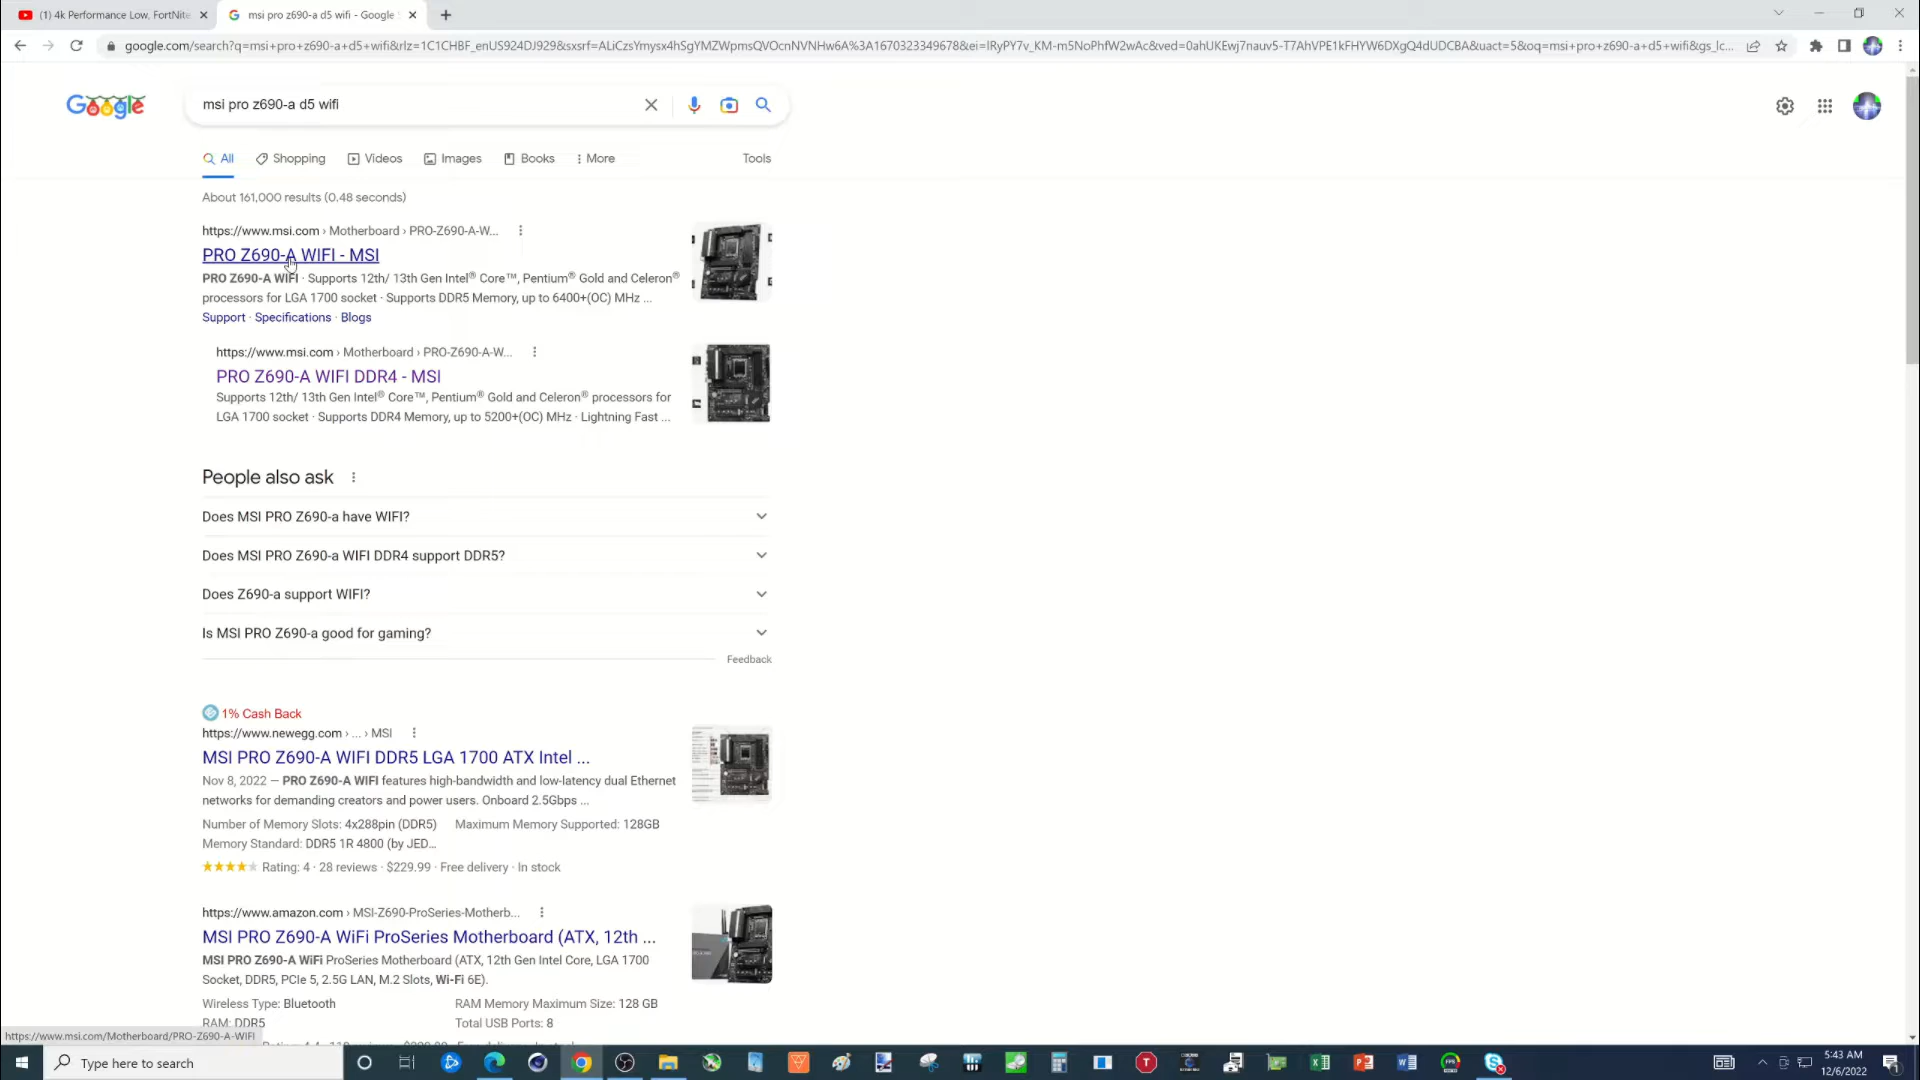 (1) 4k Performance Low, FortNite
msi pro z690-a d5 wifi - Google
google.com/search?q=msi+pro+z690-a+d5+wifi&rlz=1C1CHBF_enUS924DJ929&sxsrf=ALiCzsYmysx4hSgYMZWpmsQVOcnNVNHw6A%3A1670323349678&ei=lRyPY7v_KM-m5NoPhfW2wAc&ved=0ahUKEwj7nauv5-T7AhVPE1kFHYW6DXgQ4dUDCBA&uact=5&oq=msi+pro+z690-a+d5+wifi&gs_lc...
Google
msi pro z690-a d5 wifi
All Shopping Videos Images Books More Tools
About 161,000 results (0.48 seconds)
https://www.msi.com › Motherboard › PRO-Z690-A-W...
PRO Z690-A WIFI - MSI
PRO Z690-A WIFI · Supports 12th/ 13th Gen Intel® Core™, Pentium® Gold and Celeron®
processors for LGA 1700 socket · Supports DDR5 Memory, up to 6400+(OC) MHz ...
Support · Specifications · Blogs
https://www.msi.com › Motherboard › PRO-Z690-A-W...
PRO Z690-A WIFI DDR4 - MSI
Supports 12th/ 13th Gen Intel® Core™, Pentium® Gold and Celeron® processors for
LGA 1700 socket · Supports DDR4 Memory, up to 5200+(OC) MHz · Lightning Fast ...
People also ask
Does MSI PRO Z690-a have WIFI?
Does MSI PRO Z690-a WIFI DDR4 support DDR5?
Does Z690-a support WIFI?
Is MSI PRO Z690-a good for gaming?
Feedback
1% Cash Back
https://www.newegg.com › ... › MSI
MSI PRO Z690-A WIFI DDR5 LGA 1700 ATX Intel ...
Nov 8, 2022 — PRO Z690-A WIFI features high-bandwidth and low-latency dual Ethernet
networks for demanding creators and power users. Onboard 2.5Gbps ...
Number of Memory Slots: 4x288pin (DDR5) Maximum Memory Supported: 128GB
Memory Standard: DDR5 1R 4800 (by JED...
Rating: 4 · 28 reviews · $229.99 · Free delivery · In stock
https://www.amazon.com › MSI-Z690-ProSeries-Motherb...
MSI PRO Z690-A WiFi ProSeries Motherboard (ATX, 12th ...
MSI PRO Z690-A WiFi ProSeries Motherboard (ATX, 12th Gen Intel Core, LGA 1700
Socket, DDR5, PCIe 5, 2.5G LAN, M.2 Slots, Wi-Fi 6E).
Wireless Type: Bluetooth RAM Memory Maximum Size: 128 GB
RAM: DDR5 Total USB Ports: 8
https://www.msi.com/Motherboard/PRO-Z690-A-WIFI
Type here to search
5:43 AM
12/6/2022